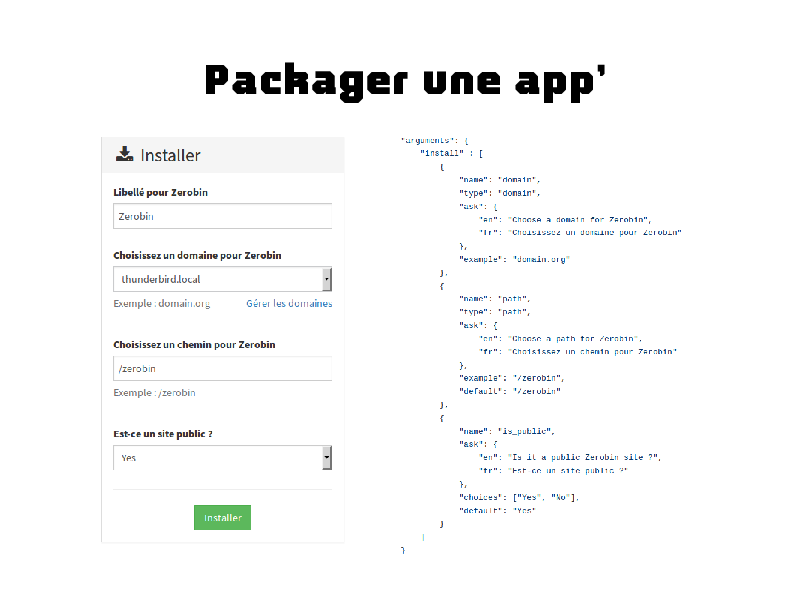 Packager une app'
Installer
Libellé pour Zerobin
Zerobin
Choisissez un domaine pour Zerobin
thunderbird.local
Exemple : domain.org
Gérer les domaines
Choisissez un chemin pour Zerobin
/zerobin
Exemple : /zerobin
Est-ce un site public ?
Yes
Installer
"arguments": {
"install" : [
{
"name": "domain",
"type": "domain",
"ask": {
"en": "Choose a domain for Zerobin",
"fr": "Choisissez un domaine pour Zerobin"
},
"example": "domain.org"
},
{
"name": "path",
"type": "path",
"ask": {
"en": "Choose a path for Zerobin",
"fr": "Choisissez un chemin pour Zerobin"
},
"example": "/zerobin",
"default": "/zerobin"
},
{
"name": "is_public",
"ask": {
"en": "Is it a public Zerobin site ?",
"fr": "Est-ce un site public ?"
},
"choices": ["Yes", "No"],
"default": "Yes"
}
]
}